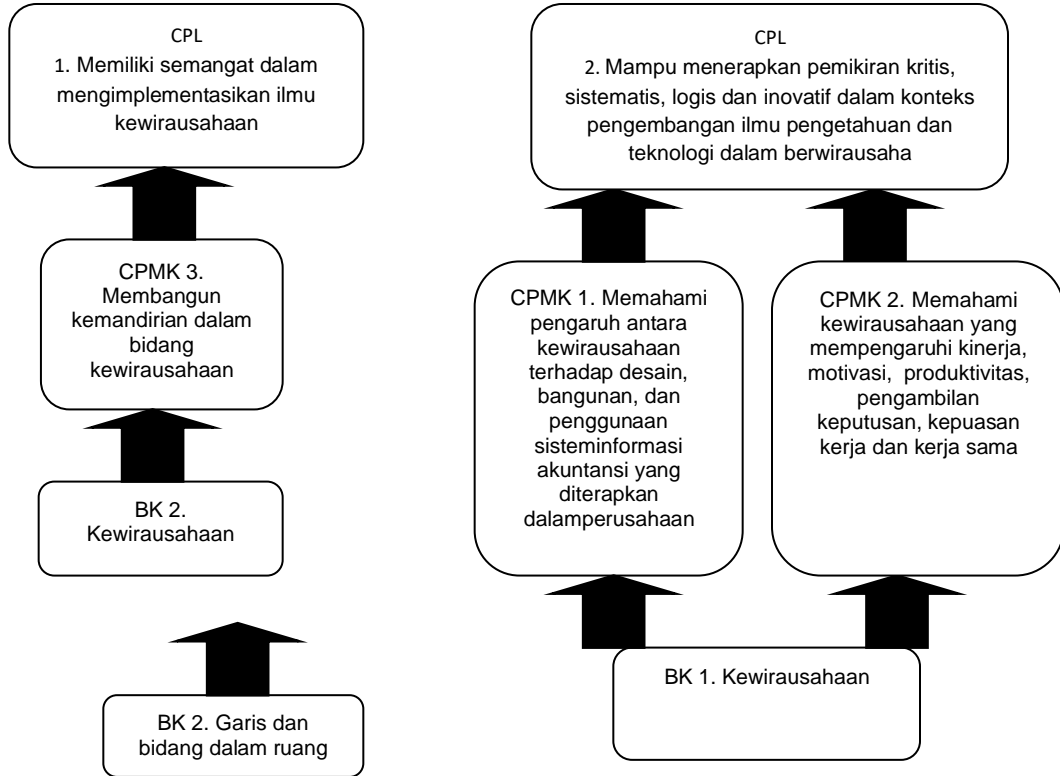 CPL
1. Memiliki semangat dalam
mengimplementasikan ilmu
kewirausahaan
CPL
2. Mampu menerapkan pemikiran kritis,
sistematis, logis dan inovatif dalam konteks
pengembangan ilmu pengetahuan dan
teknologi dalam berwirausaha
CPMK 3.
Membangun
kemandirian dalam
bidang
kewirausahaan
CPMK 1. Memahami
pengaruh antara
kewirausahaan
terhadap desain,
bangunan, dan
penggunaan
sisteminformasi
akuntansi yang
diterapkan
dalamperusahaan
CPMK 2. Memahami
kewirausahaan yang
mempengaruhi kinerja,
motivasi, produktivitas,
pengambilan
keputusan, kepuasan
kerja dan kerja sama
BK 2.
Kewirausahaan
BK 1. Kewirausahaan
BK 2. Garis dan
bidang dalam ruang